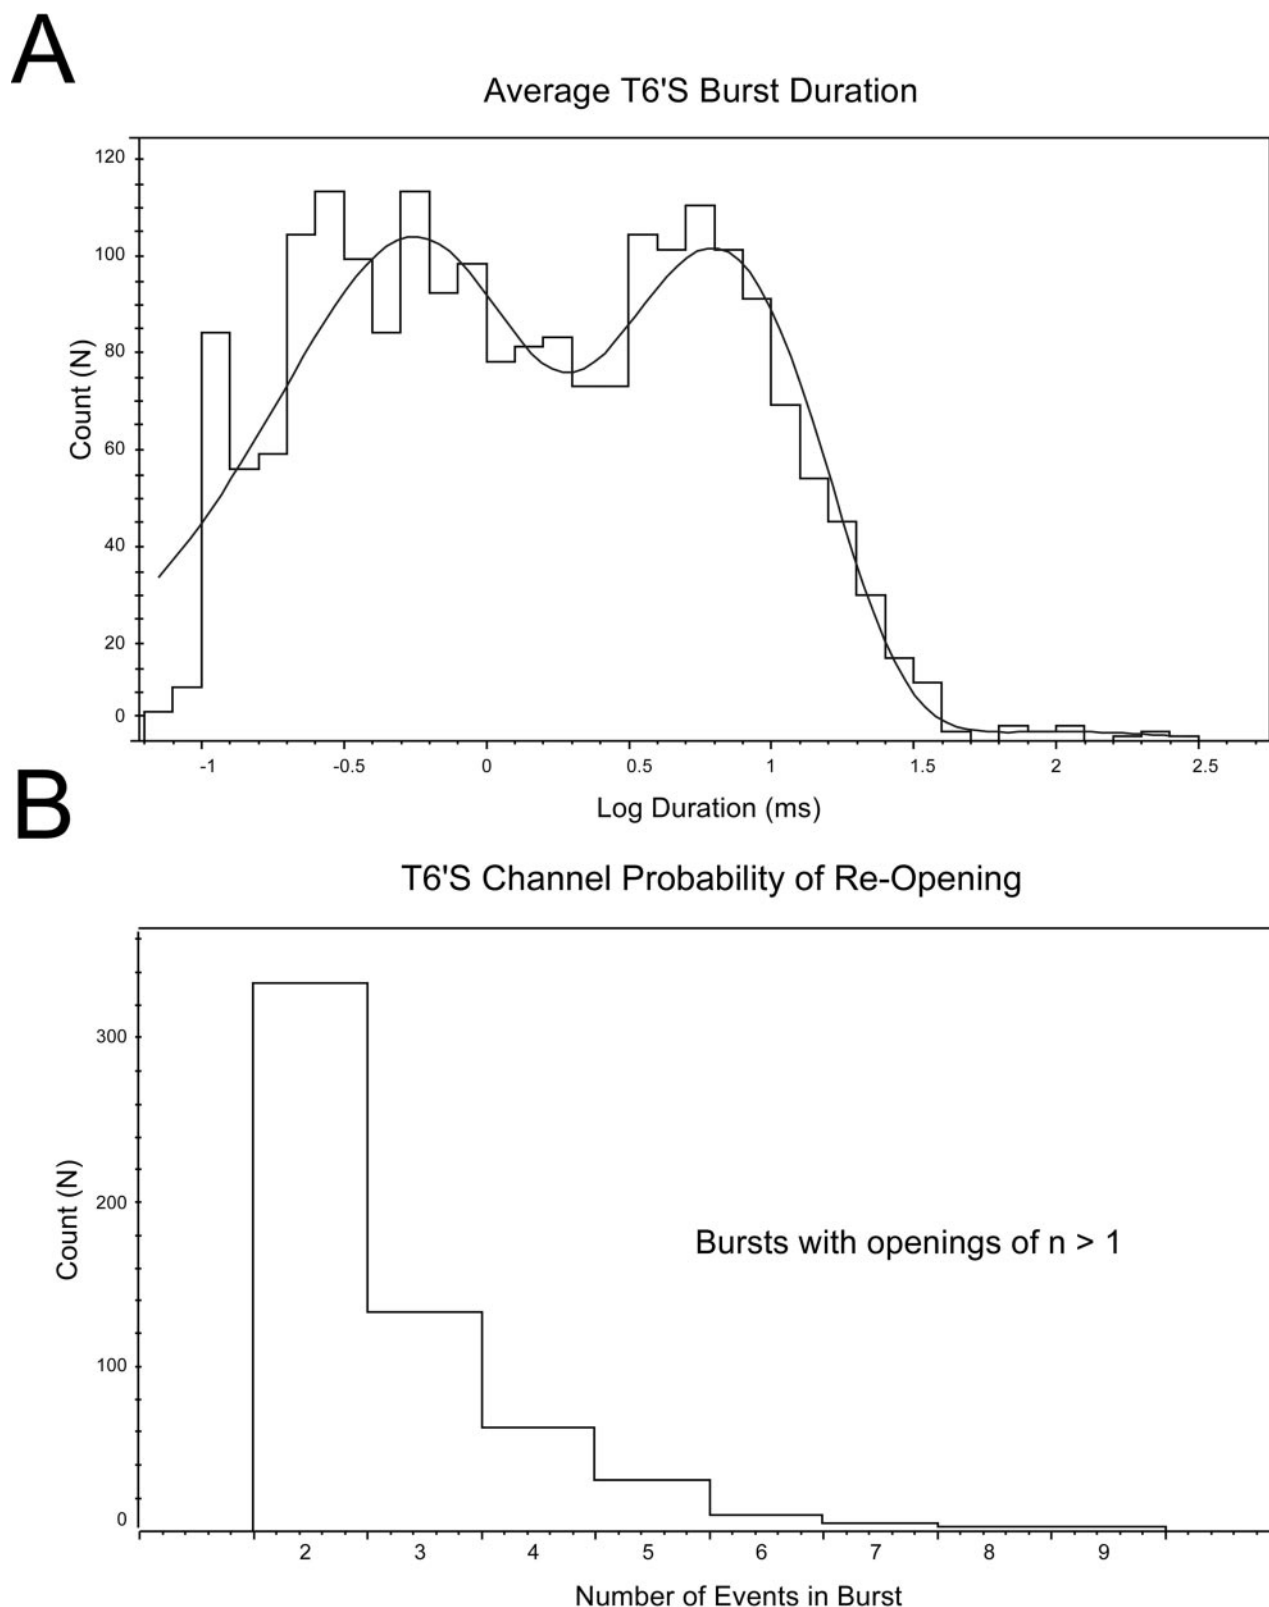 A
Average T6'S Burst Duration
120
100
80
60
40
20
0
Count (N)
-1 -0.5 0 0.5 1 1.5 2 2.5
Log Duration (ms)
B
T6'S Channel Probability of Re-Opening
300
200
100
0
Count (N)
Bursts with openings of n > 1
2 3 4 5 6 7 8 9
Number of Events in Burst